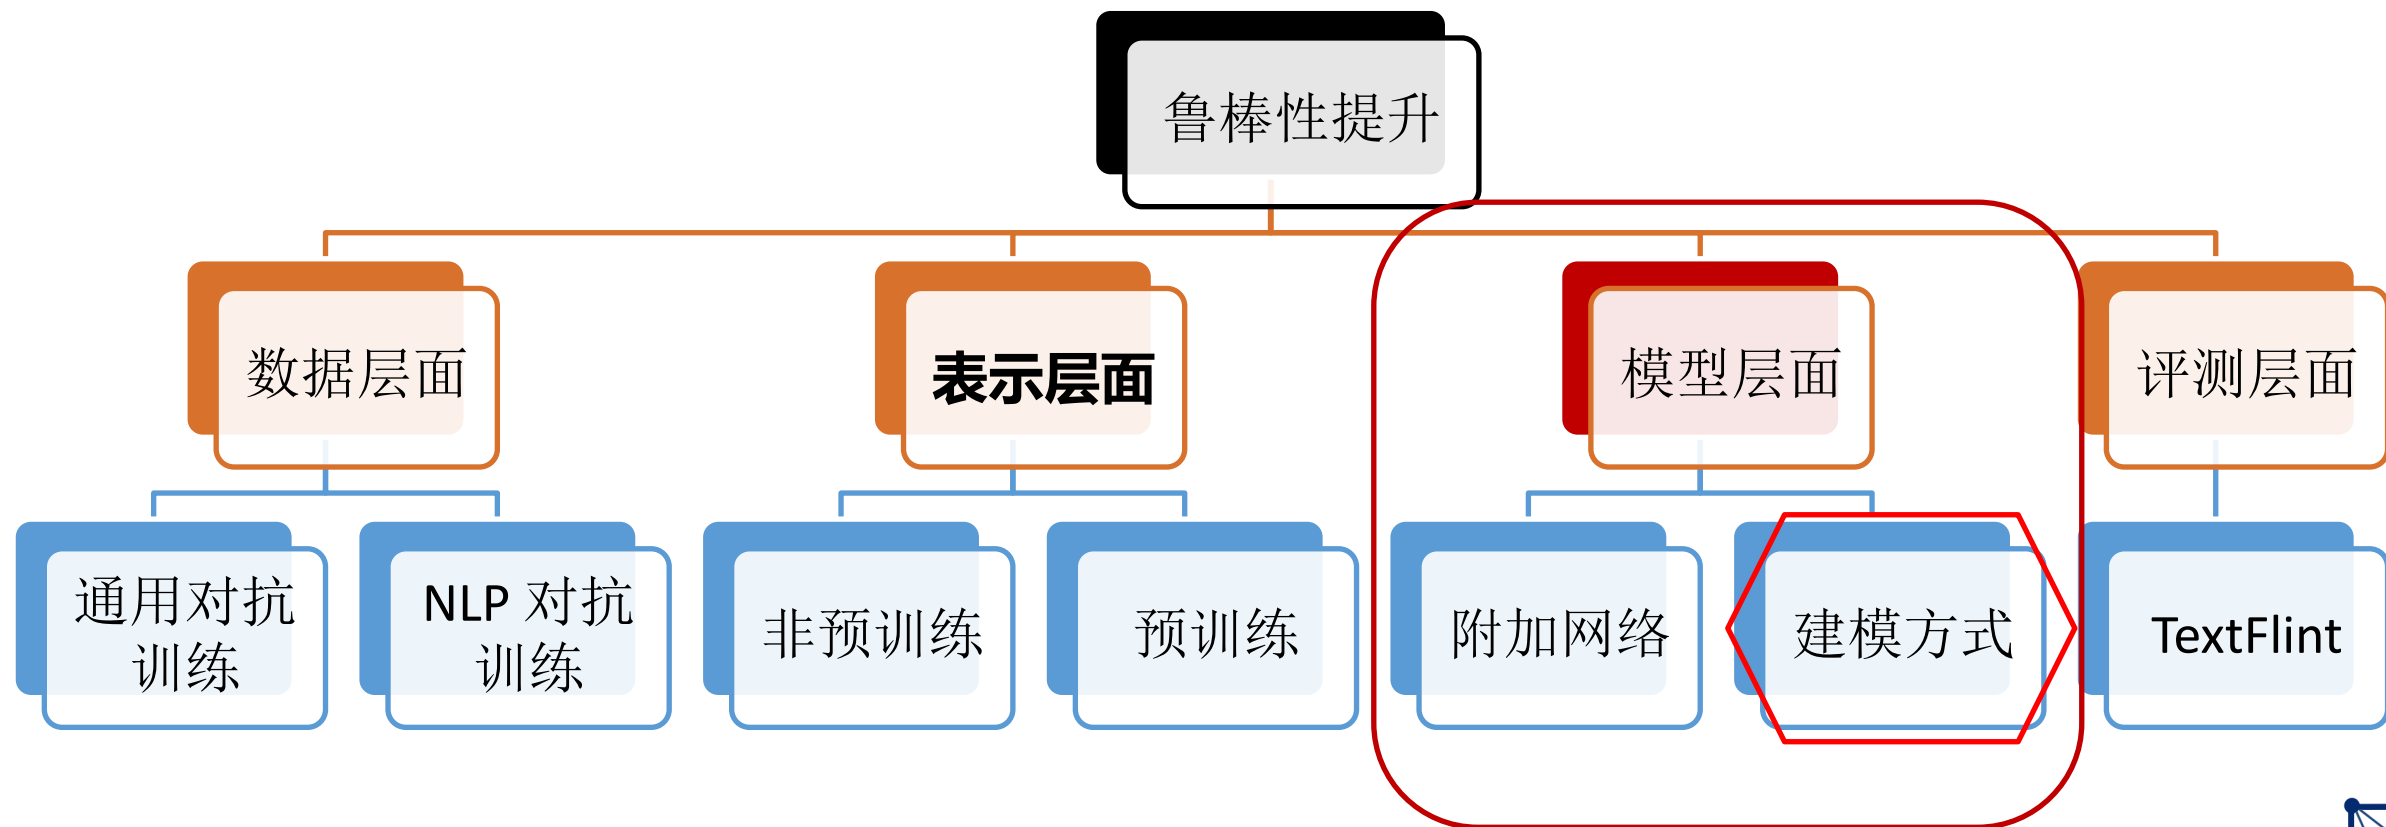 鲁棒性提升
数据层面
表示层面
模型层面
评测层面
通用对抗
训练
NLP 对抗
训练
非预训练
预训练
附加网络
建模方式
TextFlint